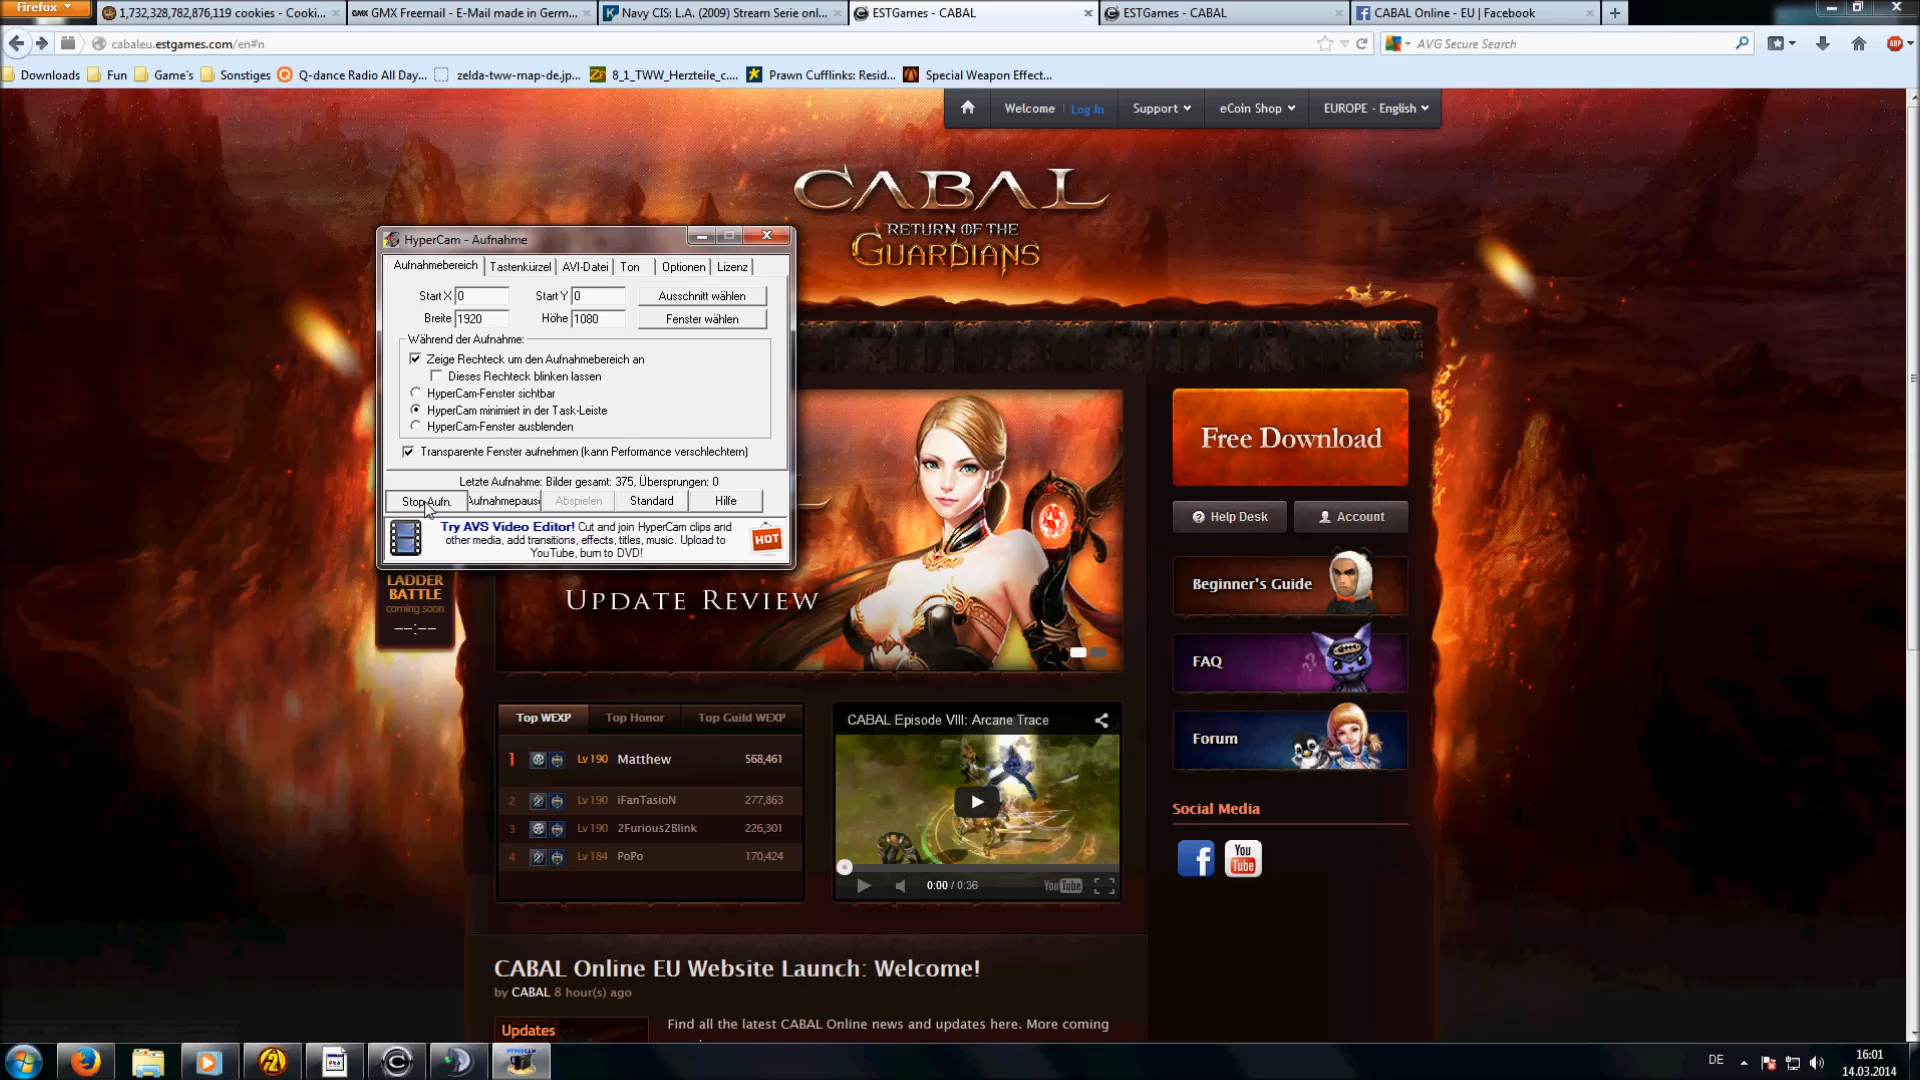 Firefox
1,732,328,782,876,119 cookies - Cooki...
GMX Freemail - E-Mail made in Germ...
Navy CIS: L.A. (2009) Stream Serie onl...
ESTGames - CABAL
ESTGames - CABAL
CABAL Online - EU | Facebook
cabaleu.estgames.com/en#n
AVG Secure Search
ABP
Downloads
Fun
Game's
Sonstiges
Q-dance Radio All Day...
zelda-tww-map-de.jp...
8_1_TWW_Herzteile_c....
Prawn Cufflinks: Resid...
Special Weapon Effect...
Welcome | Log In
Support
eCoin Shop
EUROPE - English
CABAL
RETURN OF THE
GUARDIANS
HyperCam - Aufnahme
Aufnahmebereich
Tastenkürzel
AVI-Datei
Ton
Optionen
Lizenz
Start X 0
Start Y 0
Ausschnitt wählen
Breite 1920
Höhe 1080
Fenster wählen
Während der Aufnahme:
Zeige Rechteck um den Aufnahmebereich an
Dieses Rechteck blinken lassen
HyperCam-Fenster sichtbar
HyperCam minimiert in der Task-Leiste
HyperCam-Fenster ausblenden
Transparente Fenster aufnehmen (kann Performance verschlechtern)
Letzte Aufnahme: Bilder gesamt: 375, Übersprungen: 0
Stop Aufn.
Aufnahmepause
Abspielen
Standard
Hilfe
Try AVS Video Editor! Cut and join HyperCam clips and
other media, add transitions, effects, titles, music. Upload to
YouTube, burn to DVD!
HOT
LADDER
BATTLE
coming soon
--:--
UPDATE REVIEW
Free Download
Help Desk
Account
Beginner's Guide
FAQ
Forum
Social Media
You
Tube
Top WEXP
Top Honor
Top Guild WEXP
1 Lv 190 Matthew 568,461
2 Lv 190 iFanTasioN 277,863
3 Lv 190 2Furious2Blink 226,301
4 Lv 184 PoPo 170,424
CABAL Episode VIII: Arcane Trace
0:00 / 0:36
YouTube
CABAL Online EU Website Launch: Welcome!
by CABAL 8 hour(s) ago
Updates
Find all the latest CABAL Online news and updates here. More coming
HYPERCAM
DE
16:01
14.03.2014